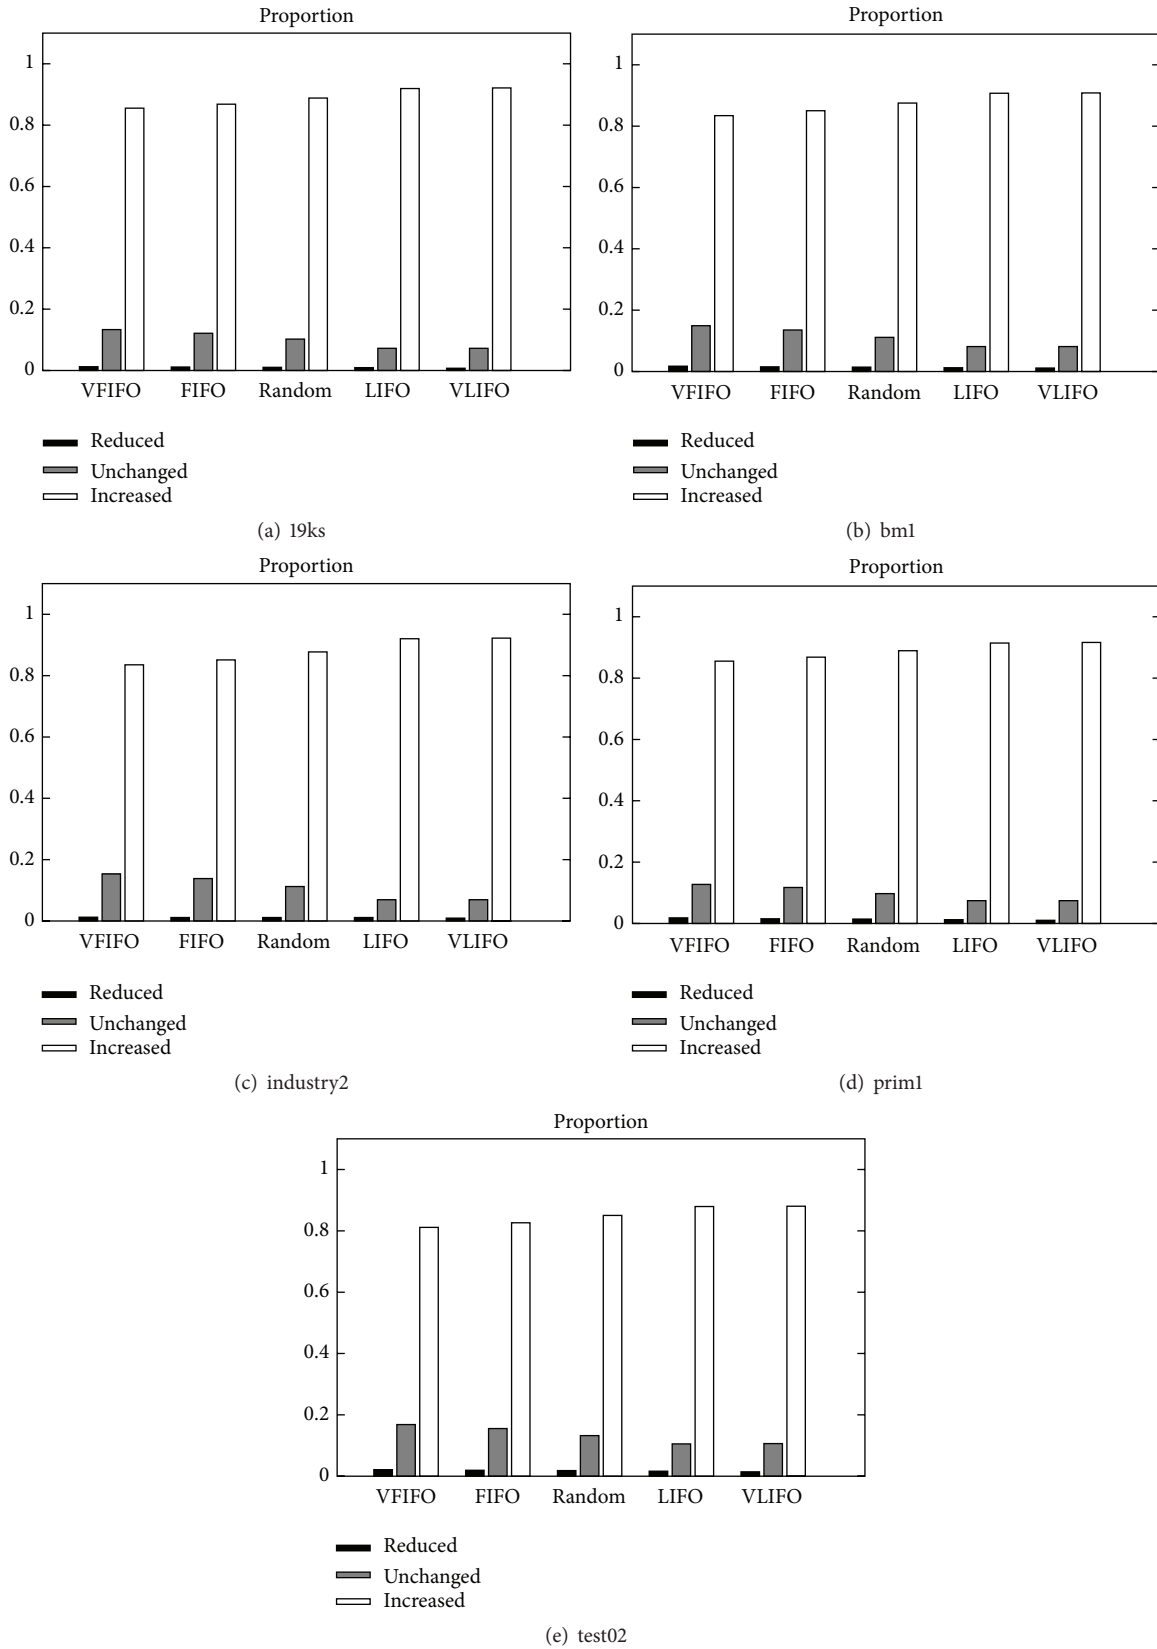 Proportion
1
0.8
0.6
0.4
0.2
0
VFIFO FIFO Random LIFO VLIFO
Reduced
Unchanged
Increased
(a) 19ks
Proportion
1
0.8
0.6
0.4
0.2
0
VFIFO FIFO Random LIFO VLIFO
Reduced
Unchanged
Increased
(b) bm1
Proportion
1
0.8
0.6
0.4
0.2
0
VFIFO FIFO Random LIFO VLIFO
Reduced
Unchanged
Increased
(c) industry2
Proportion
1
0.8
0.6
0.4
0.2
0
VFIFO FIFO Random LIFO VLIFO
Reduced
Unchanged
Increased
(d) prim1
Proportion
1
0.8
0.6
0.4
0.2
0
VFIFO FIFO Random LIFO VLIFO
Reduced
Unchanged
Increased
(e) test02